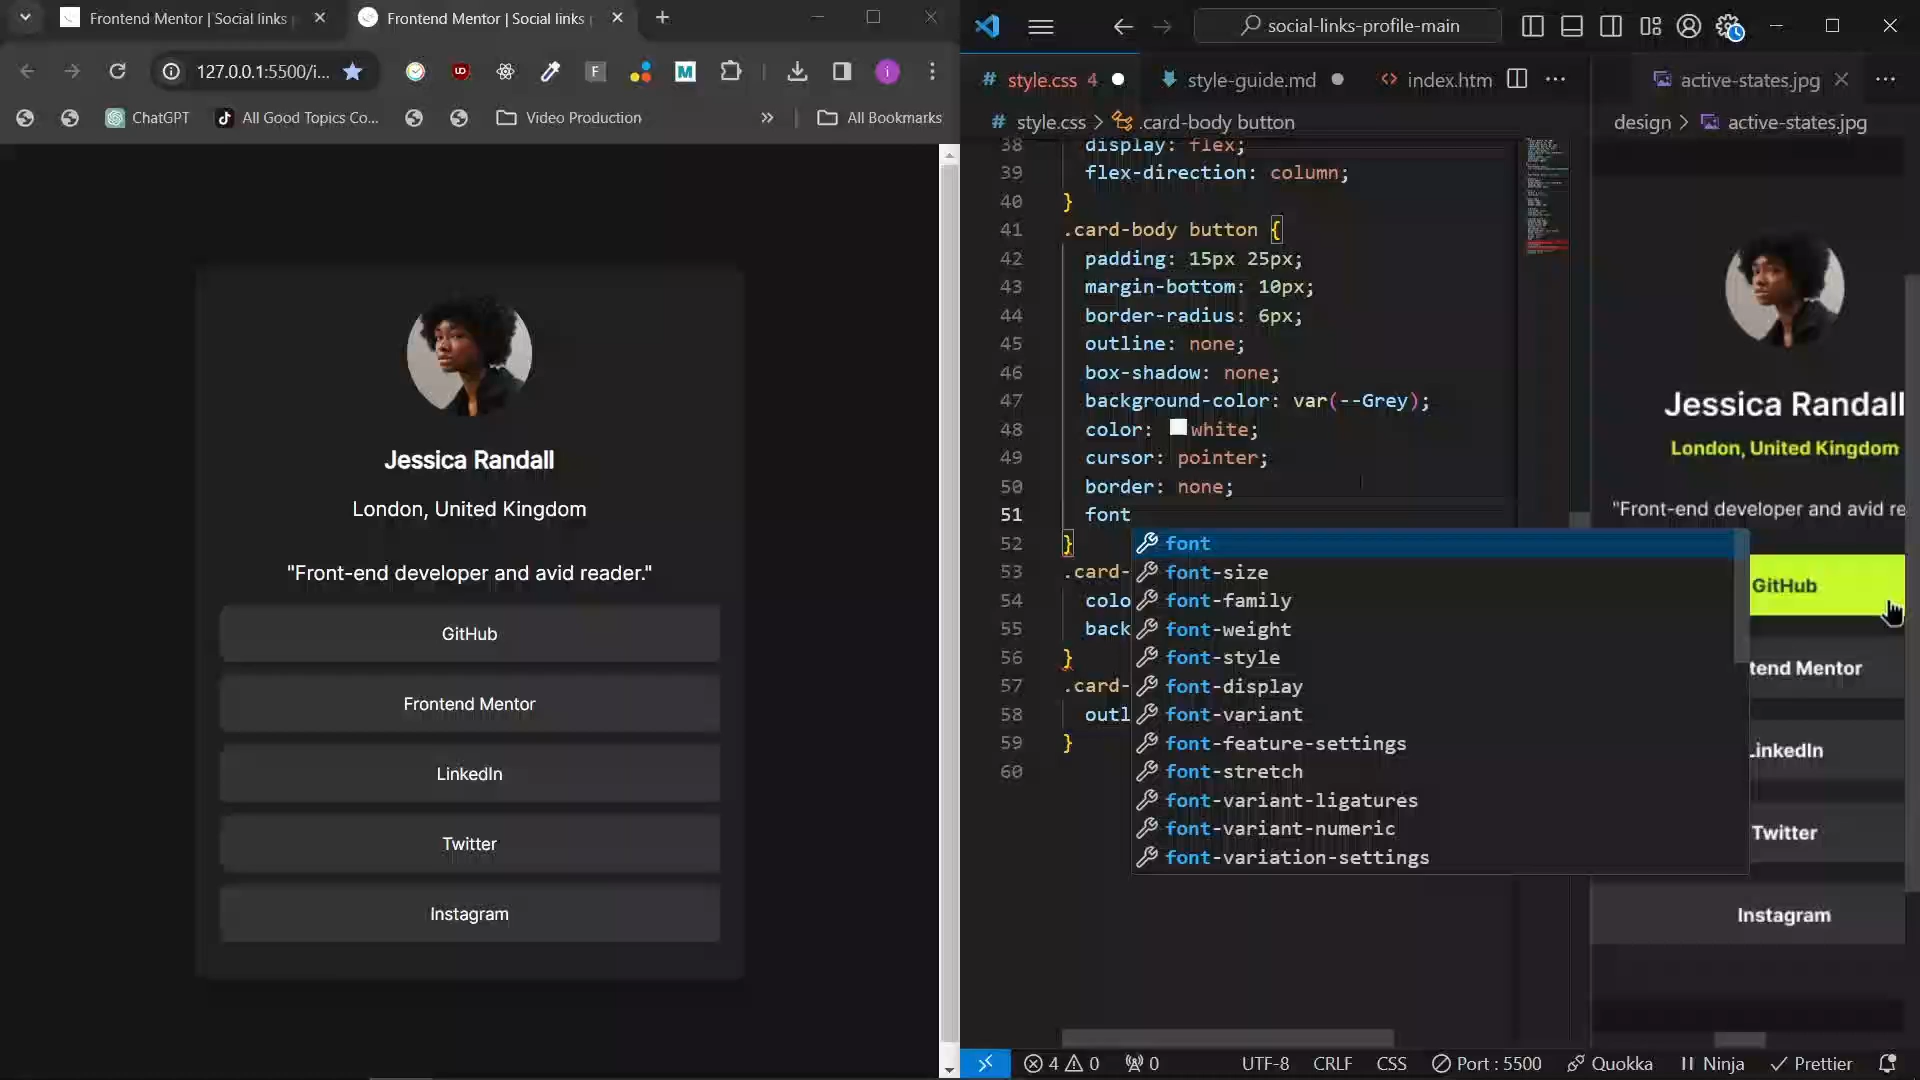 Frontend Mentor | Social links
Frontend Mentor | Social links
127.0.0.1:5500/i...
UD
F
M
i
ChatGPT
All Good Topics Co...
Video Production
»
All Bookmarks
Jessica Randall
London, United Kingdom
"Front-end developer and avid reader."
GitHub
Frontend Mentor
LinkedIn
Twitter
Instagram
social-links-profile-main
# style.css 4
style-guide.md
<> index.htm
# style.css > .card-body button
38 display: flex;
39 flex-direction: column;
40 }
41 .card-body button {
42 padding: 15px 25px;
43 margin-bottom: 10px;
44 border-radius: 6px;
45 outline: none;
46 box-shadow: none;
47 background-color: var(--Grey);
48 color: white;
49 cursor: pointer;
50 border: none;
51 font
52 }
53 .card-
54 colo
55 back
56 }
57 .card-
58 outl
59 }
60
font
font-size
font-family
font-weight
font-style
font-display
font-variant
font-feature-settings
font-stretch
font-variant-ligatures
font-variant-numeric
font-variation-settings
active-states.jpg
design > active-states.jpg
Jessica Randall
London, United Kingdom
"Front-end developer and avid re
GitHub
tend Mentor
LinkedIn
Twitter
Instagram
4 0 0
UTF-8 CRLF CSS Port : 5500 Quokka Ninja Prettier